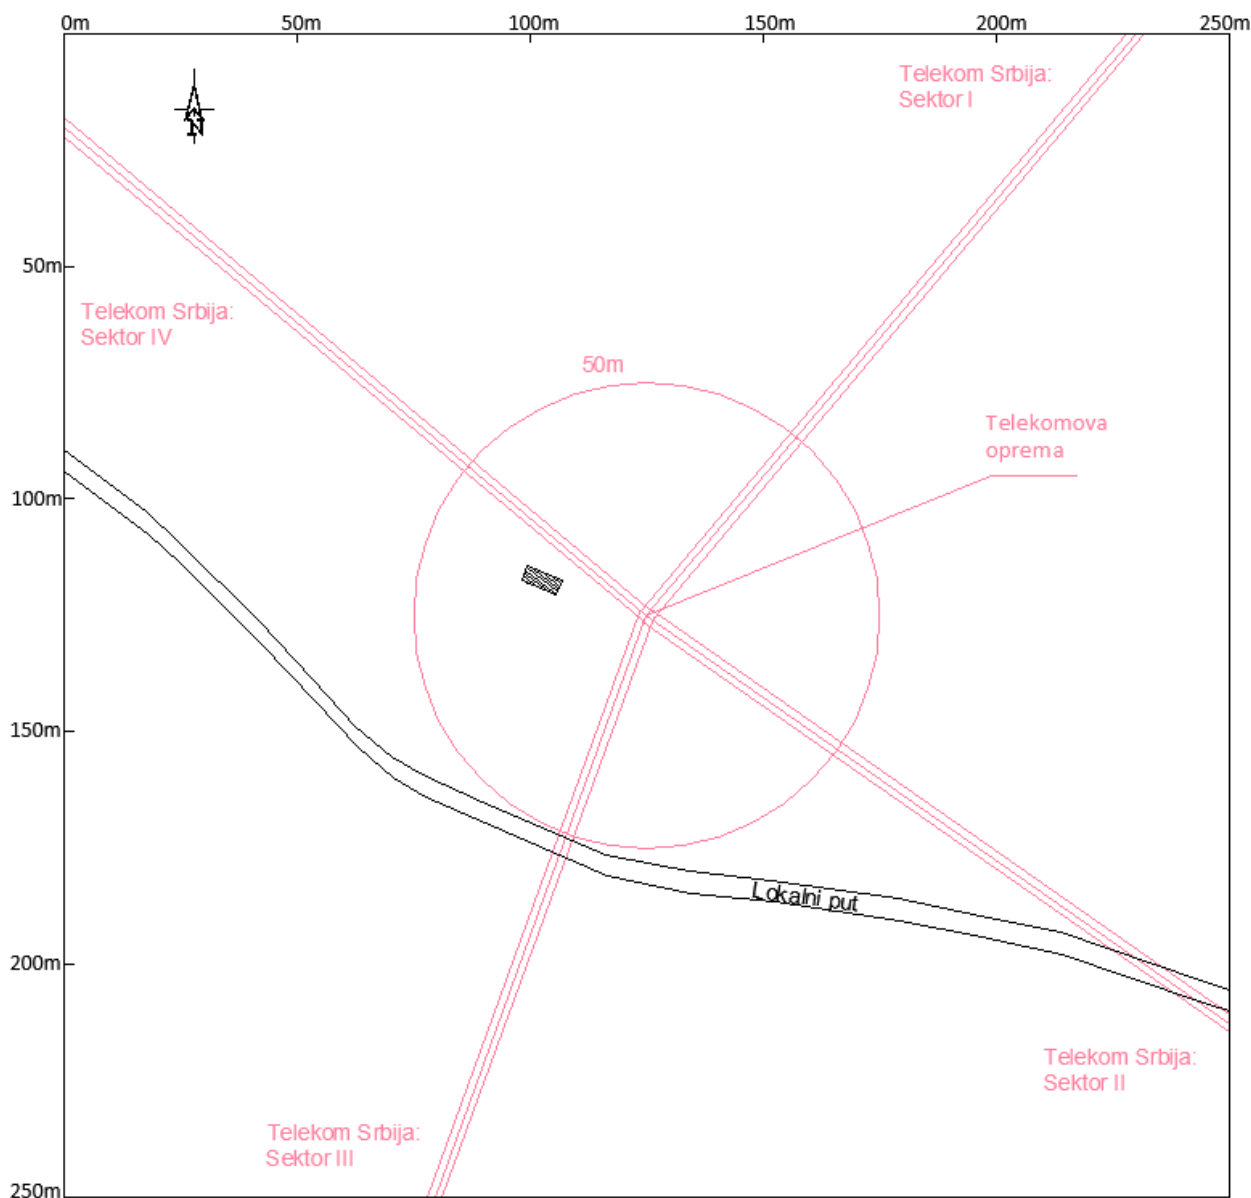 0m
50m
100m
150m
200m
250m
Telekom Srbija:
Sektor I
N
50m
Telekom Srbija:
Sektor IV
50m
Telekomova
oprema
100m
150m
Lokalni put
200m
Telekom Srbija:
Sektor II
Telekom Srbija:
Sektor III
250m